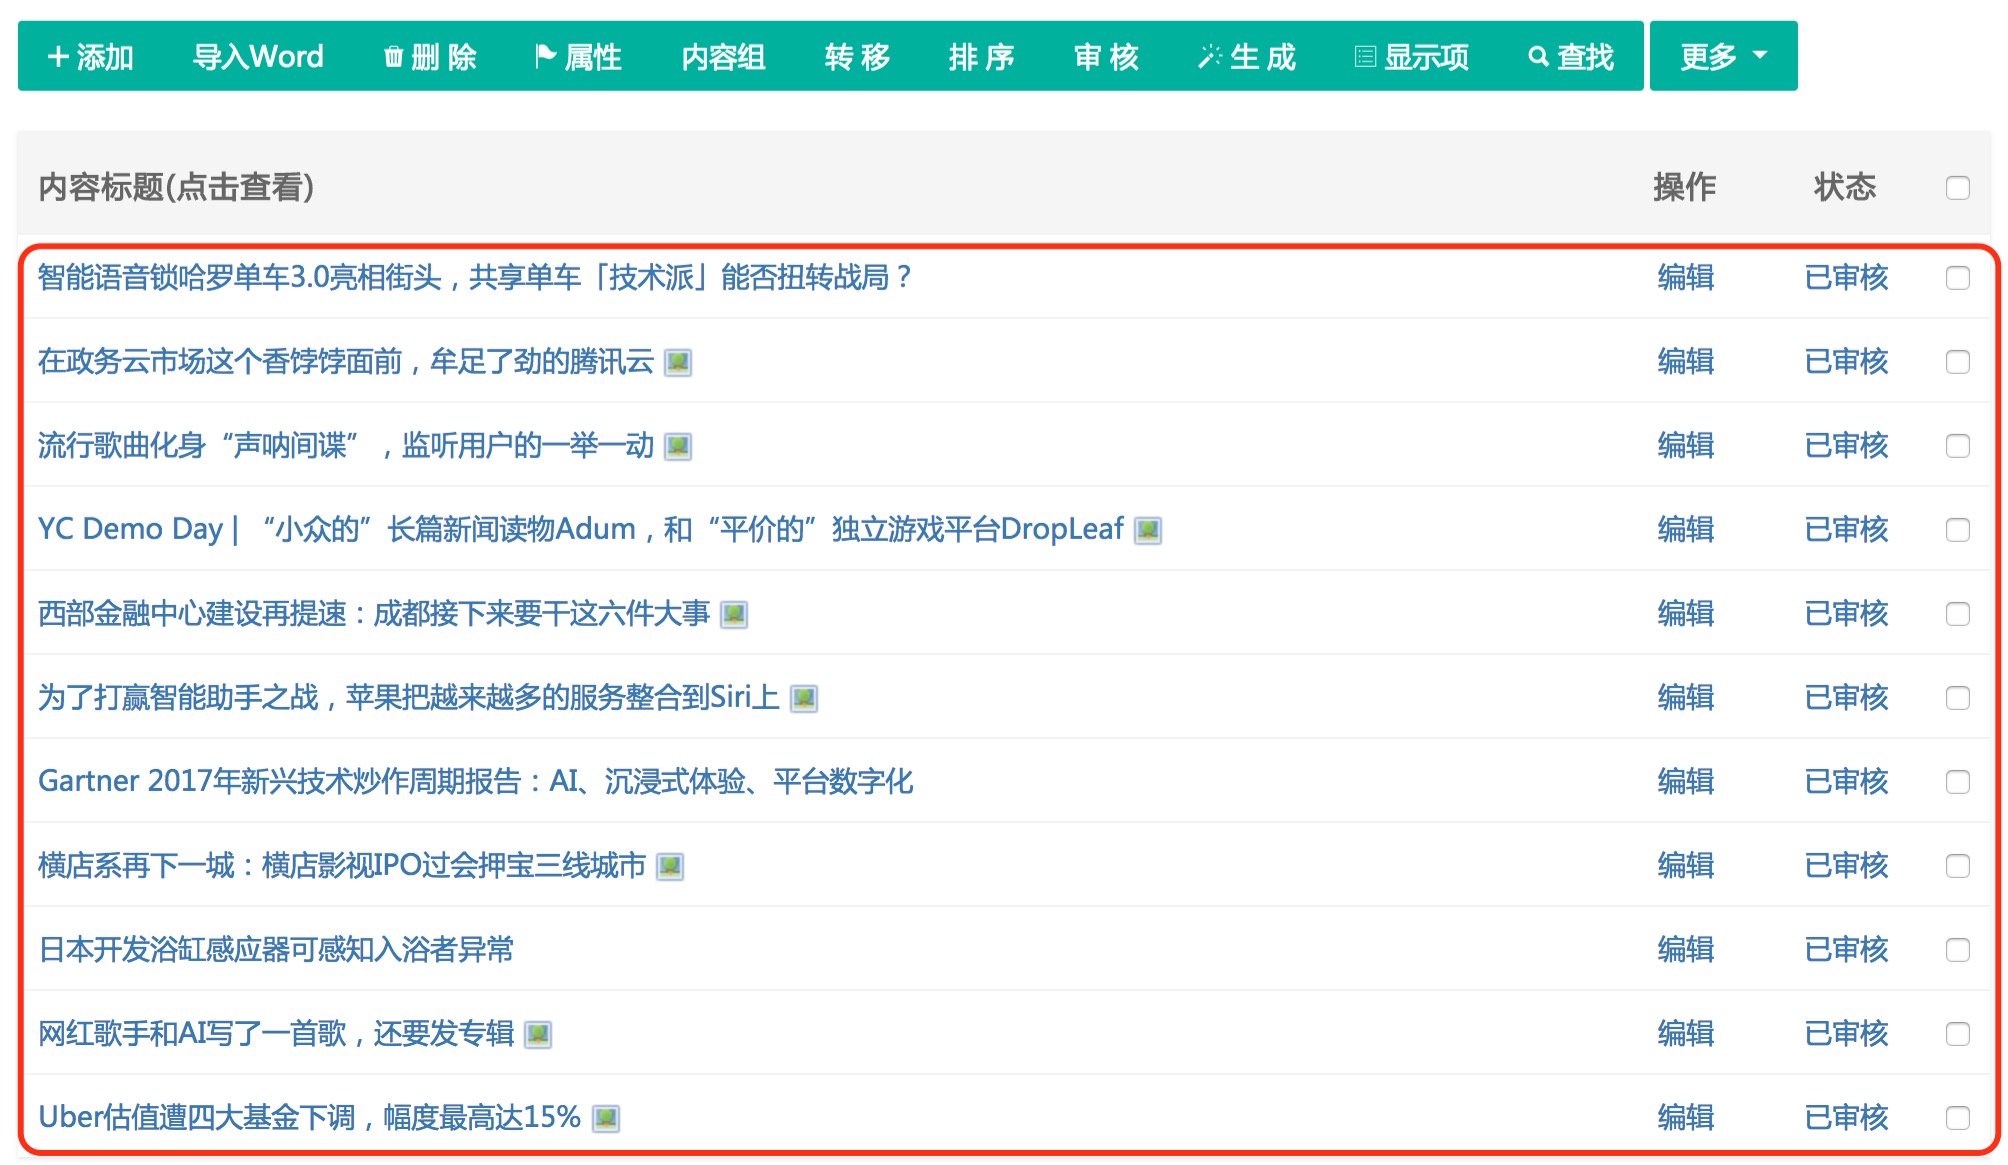 添加 导入Word 删 除 属性 内容组 转 移 排 序 审 核 生 成 显示项 查找 更多
内容标题(点击查看) 操作 状态
智能语音锁哈罗单车3.0亮相街头，共享单车「技术派」能否扭转战局？ 编辑 已审核
在政务云市场这个香饽饽面前，牟足了劲的腾讯云 编辑 已审核
流行歌曲化身“声呐间谍”，监听用户的一举一动 编辑 已审核
YC Demo Day | “小众的”长篇新闻读物Adum，和“平价的”独立游戏平台DropLeaf 编辑 已审核
西部金融中心建设再提速：成都接下来要干这六件大事 编辑 已审核
为了打赢智能助手之战，苹果把越来越多的服务整合到Siri上 编辑 已审核
Gartner 2017年新兴技术炒作周期报告：AI、沉浸式体验、平台数字化 编辑 已审核
横店系再下一城：横店影视IPO过会押宝三线城市 编辑 已审核
日本开发浴缸感应器可感知入浴者异常 编辑 已审核
网红歌手和AI写了一首歌，还要发专辑 编辑 已审核
Uber估值遭四大基金下调，幅度最高达15% 编辑 已审核